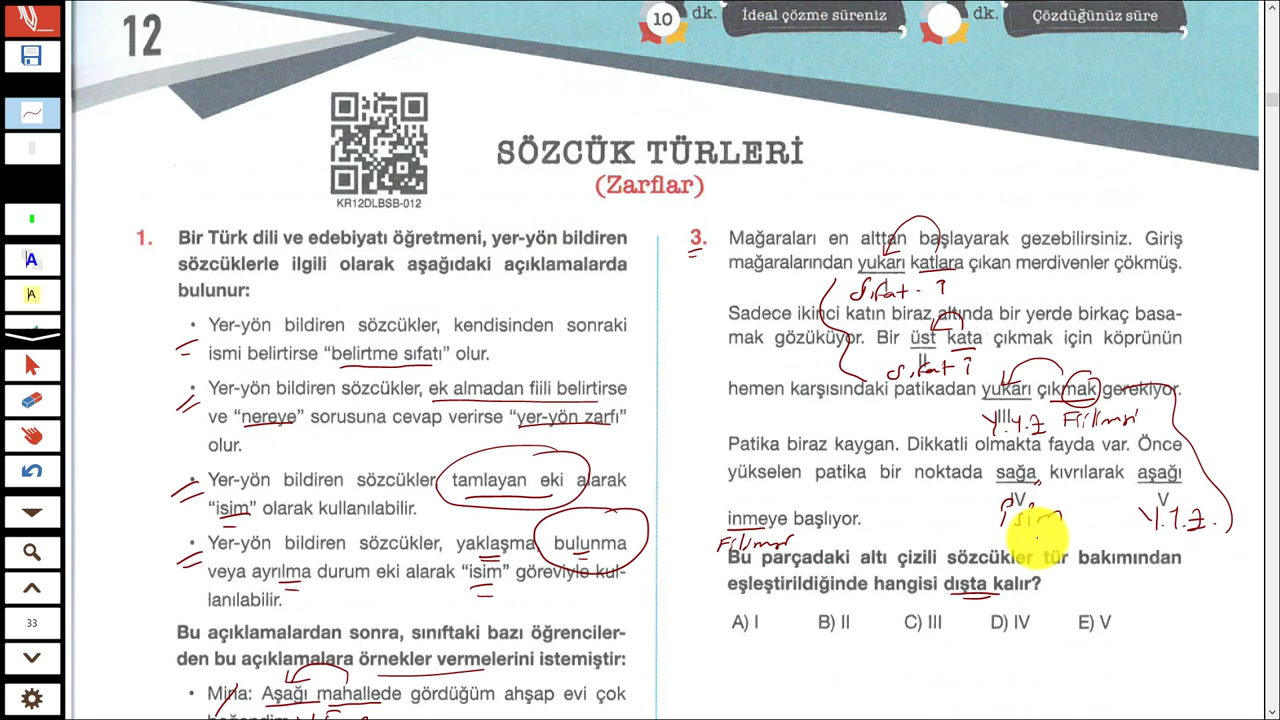 10 dk. İdeal çözme süreniz
dk. Çözdüğünüz süre
12
KR12DLBSB-012
SÖZCÜK TÜRLERİ
(Zarflar)
1. Bir Türk dili ve edebiyatı öğretmeni, yer-yön bildiren
sözcüklerle ilgili olarak aşağıdaki açıklamalarda
bulunur:
• Yer-yön bildiren sözcükler, kendisinden sonraki
ismi belirtirse “belirtme sıfatı” olur.
• Yer-yön bildiren sözcükler, ek almadan fiili belirtirse
ve “nereye” sorusuna cevap verirse “yer-yön zarfı”
olur.
• Yer-yön bildiren sözcükler, tamlayan eki alarak
“isim” olarak kullanılabilir.
• Yer-yön bildiren sözcükler, yaklaşma, bulunma
veya ayrılma durum eki alarak “isim” göreviyle kul-
lanılabilir.
Bu açıklamalardan sonra, sınıftaki bazı öğrenciler-
den bu açıklamalara örnekler vermelerini istemiştir:
• Mina: Aşağı mahallede gördüğüm ahşap evi çok
3. Mağaraları en alttan başlayarak gezebilirsiniz. Giriş
mağaralarından yukarı katlara çıkan merdivenler çökmüş.
I
sıfat ?
Sadece ikinci katın biraz altında bir yerde birkaç basa-
mak gözüküyor. Bir üst kata çıkmak için köprünün
II
sıfat ?
hemen karşısındaki patikadan yukarı çıkmak gerekiyor.
III
Y.Y.Z Fiilimsi
Patika biraz kaygan. Dikkatli olmakta fayda var. Önce
yükselen patika bir noktada sağa kıvrılarak aşağı
IV V
isim Y.Y.Z.
inmeye başlıyor.
Fiilimsi
Bu parçadaki altı çizili sözcükler tür bakımından
eşleştirildiğinde hangisi dışta kalır?
A) I B) II C) III D) IV E) V
A
A
33